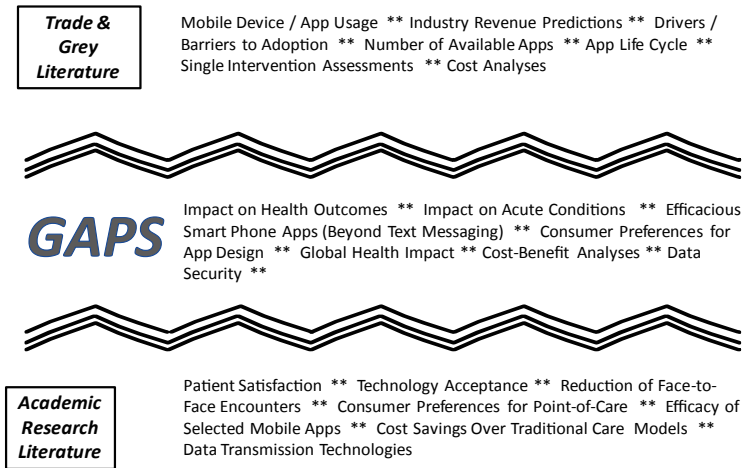 Trade &
Grey
Literature
Mobile Device / App Usage ** Industry Revenue Predictions ** Drivers /
Barriers to Adoption ** Number of Available Apps ** App Life Cycle **
Single Intervention Assessments ** Cost Analyses
GAPS
Impact on Health Outcomes ** Impact on Acute Conditions ** Efficacious
Smart Phone Apps (Beyond Text Messaging) ** Consumer Preferences for
App Design ** Global Health Impact ** Cost-Benefit Analyses ** Data
Security **
Academic
Research
Literature
Patient Satisfaction ** Technology Acceptance ** Reduction of Face-to-
Face Encounters ** Consumer Preferences for Point-of-Care ** Efficacy of
Selected Mobile Apps ** Cost Savings Over Traditional Care Models **
Data Transmission Technologies